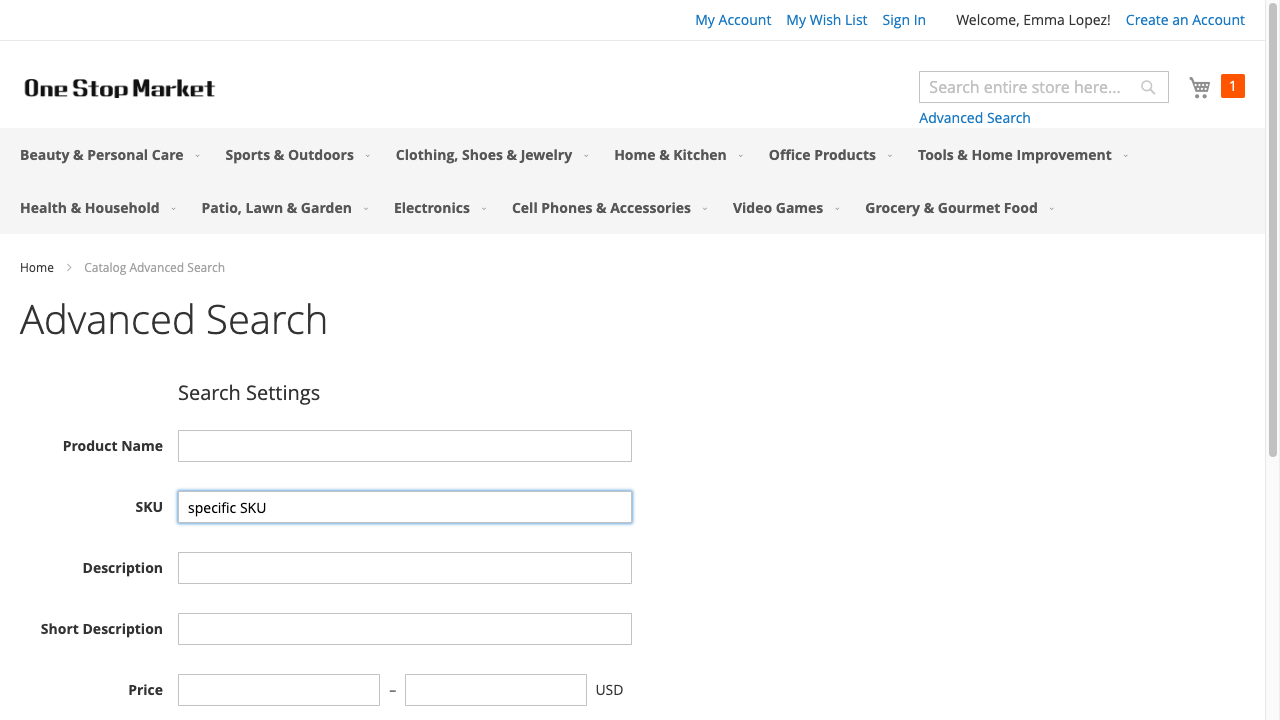 My Account My Wish List Sign In Welcome, Emma Lopez! Create an Account
One Stop Market
Search entire store here...
1
Advanced Search
Beauty & Personal Care Sports & Outdoors Clothing, Shoes & Jewelry Home & Kitchen Office Products Tools & Home Improvement
Health & Household Patio, Lawn & Garden Electronics Cell Phones & Accessories Video Games Grocery & Gourmet Food
Home Catalog Advanced Search
Advanced Search
Search Settings
Product Name
SKU specific SKU
Description
Short Description
Price – USD